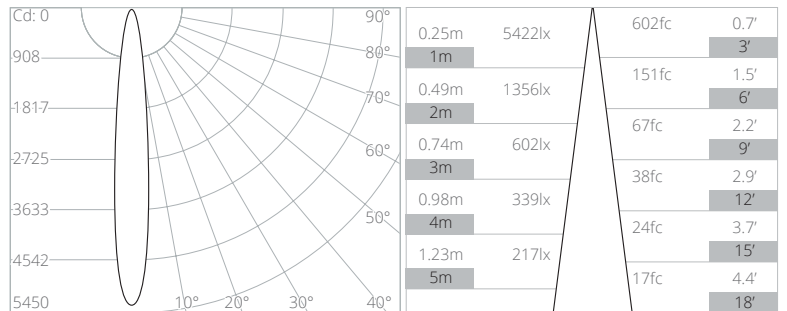 Cd: 0
90°
908
80°
1817
70°
2725
60°
3633
50°
4542
5450
10°
20°
30°
40°
0.25m 5422lx
1m
0.49m 1356lx
2m
0.74m 602lx
3m
0.98m 339lx
4m
1.23m 217lx
5m
602fc 0.7’
3’
151fc 1.5’
6’
67fc 2.2’
9’
38fc 2.9’
12’
24fc 3.7’
15’
17fc 4.4’
18’